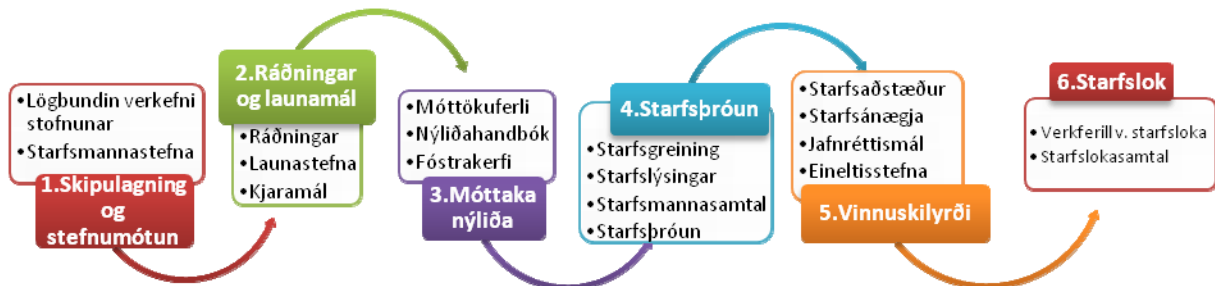 •Lögbundin verkefni
stofnunar
•Starfsmannastefna
1.Skipulagning
og
stefnumótun
2.Ráðningar
og launamál
•Ráðningar
•Launastefna
•Kjaramál
•Móttökuferli
•Nýliðahandbók
•Fóstrakerfi
3.Móttaka
nýliða
4.Starfsþróun
•Starfsgreining
•Starfslýsingar
•Starfsmannasamtal
•Starfsþróun
•Starfsaðstæður
•Starfsánægja
•Jafnréttismál
•Eineltisstefna
5.Vinnuskilyrði
6.Starfslok
•Verkferill v. starfsloka
•Starfslokasamtal